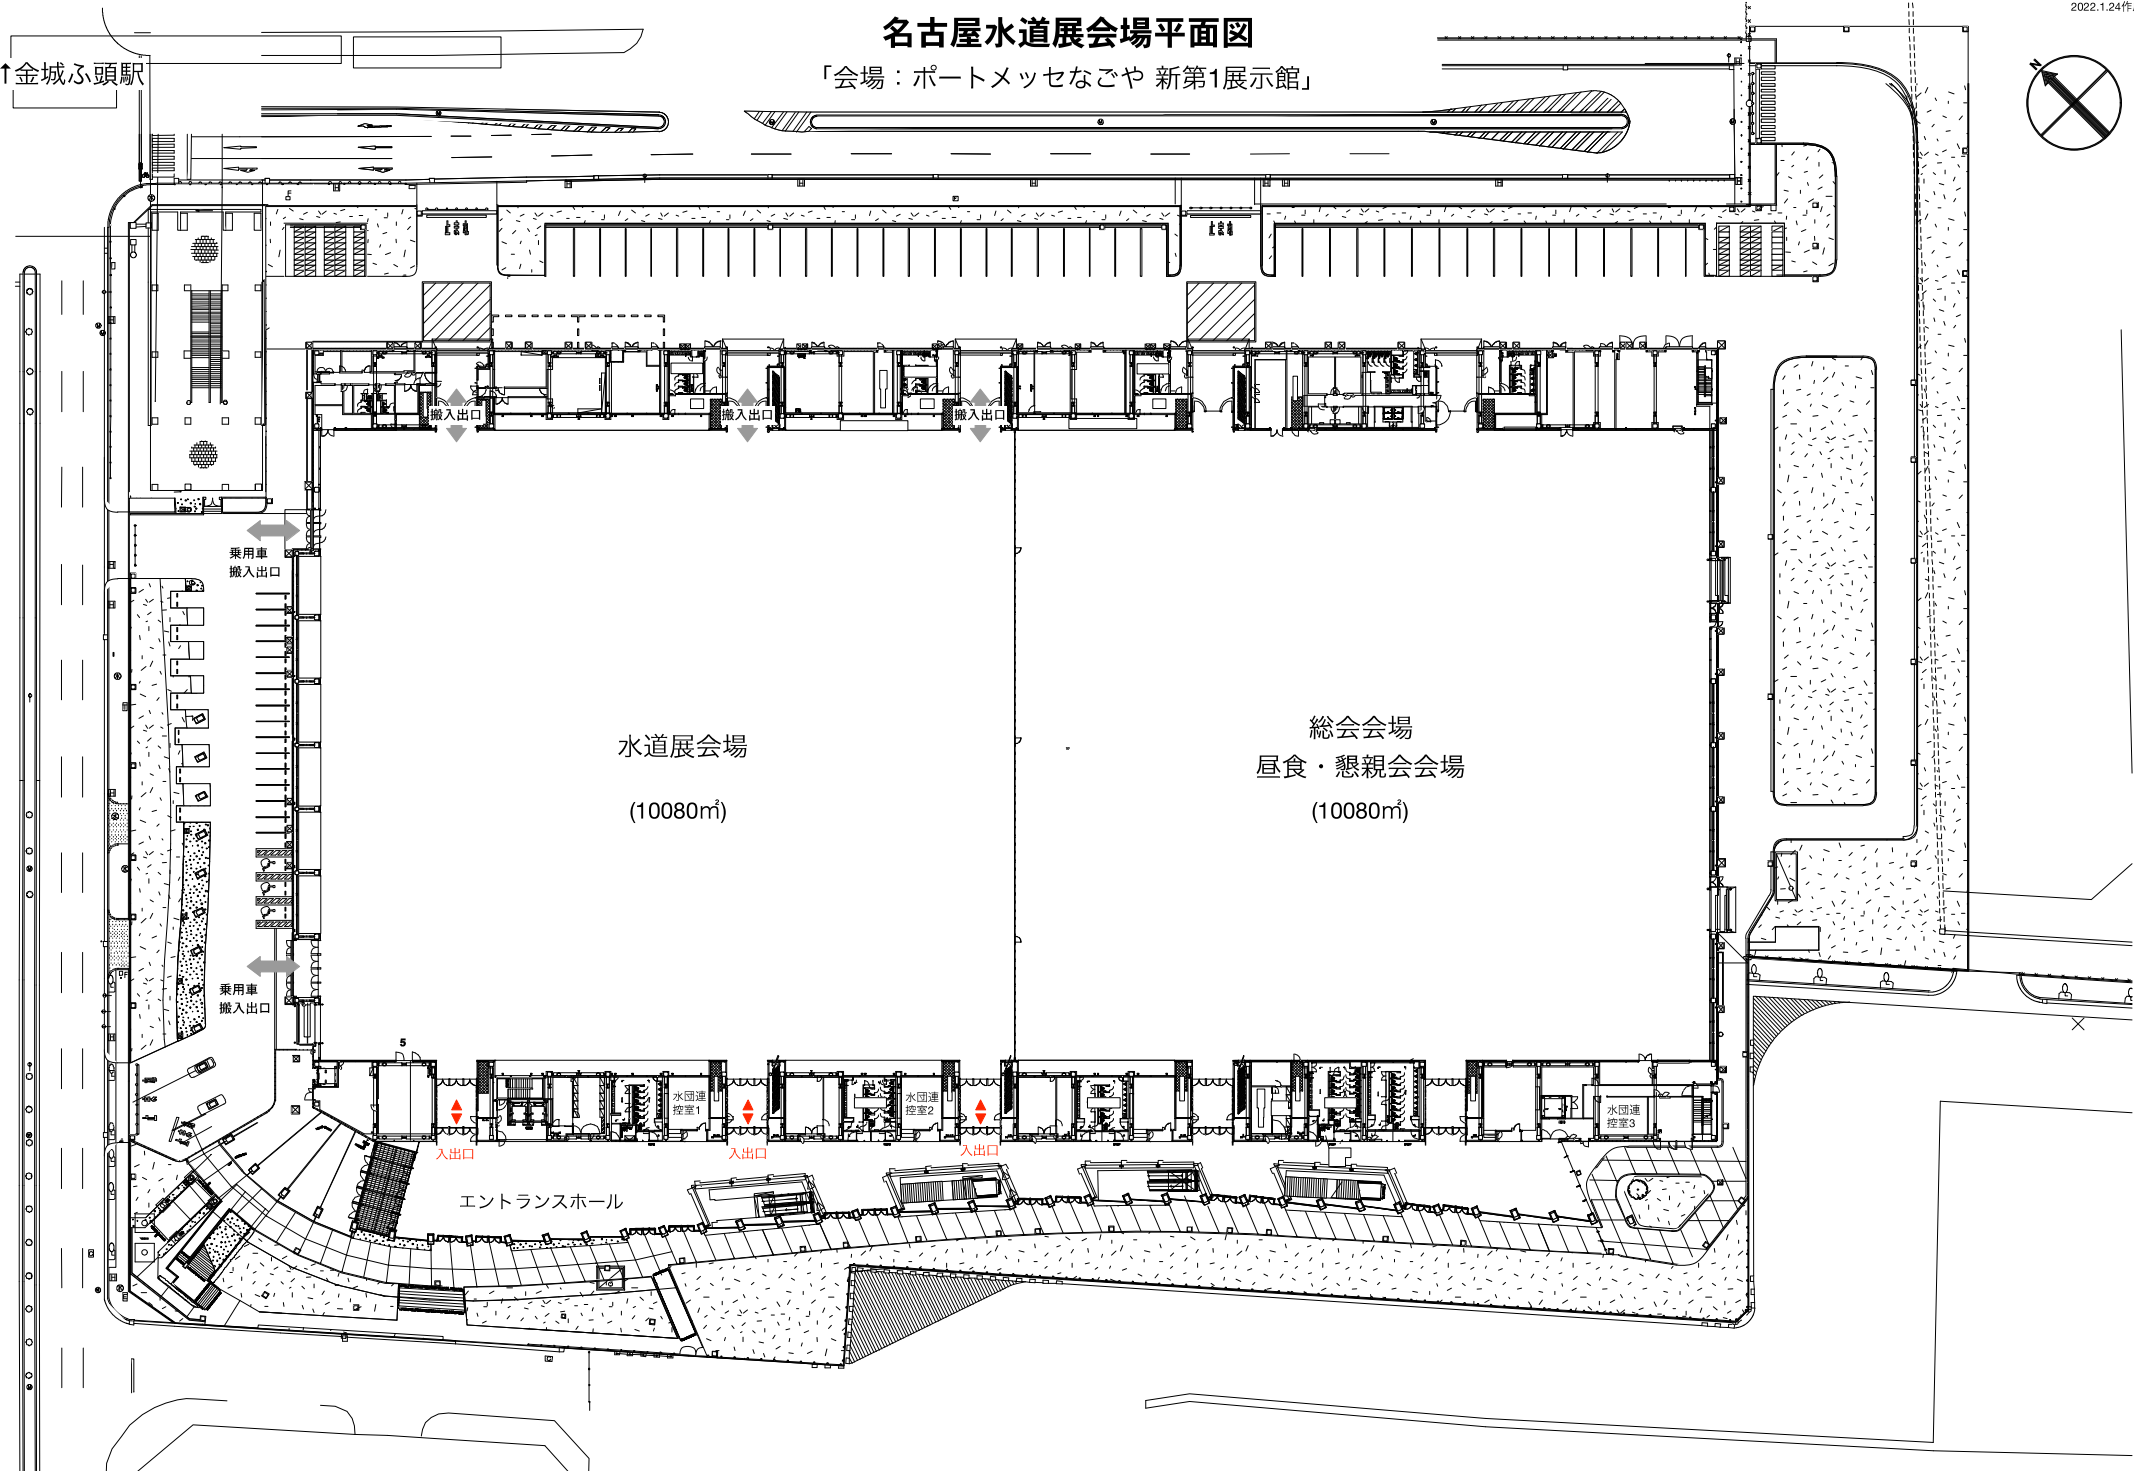 名古屋水道展会場平面図
2022.1.24作
「会場：ポートメッセなごや 新第1展示館」
↑金城ふ頭駅
N
搬入出口
搬入出口
搬入出口
乗用車
搬入出口
水道展会場
(10080㎡)
総会会場
昼食・懇親会会場
(10080㎡)
乗用車
搬入出口
5
水団連
控室1
水団連
控室2
水団連
控室3
入出口
入出口
入出口
エントランスホール